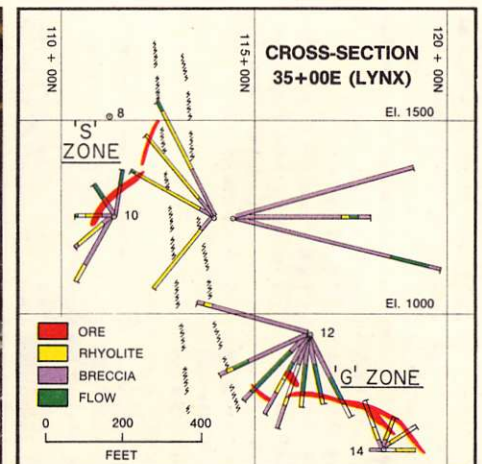 110 + 00N
115 + 00N
120 + 00N
CROSS-SECTION
35+00E (LYNX)
El. 1500
8
'S'
ZONE
10
El. 1000
12
ORE
RHYOLITE
BRECCIA
FLOW
'G' ZONE
14
0 200 400
FEET